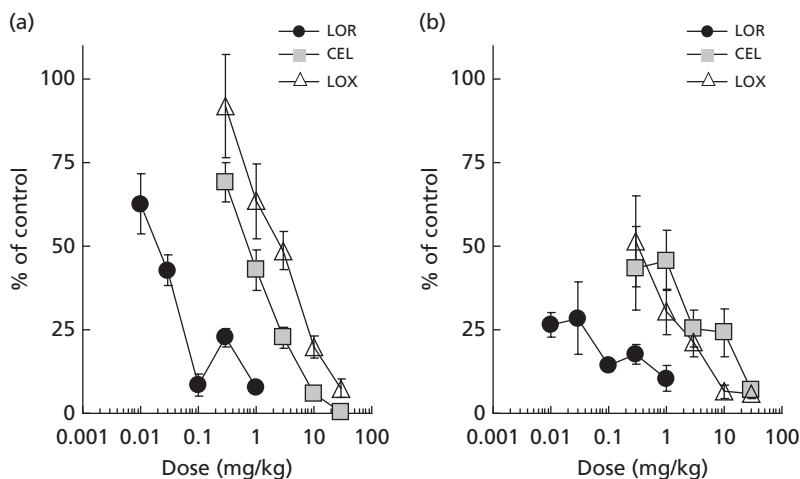 (a)
LOR
CEL
LOX
100
75
50
25
0
% of control
0.001 0.01 0.1 1 10 100
Dose (mg/kg)
(b)
LOR
CEL
LOX
100
75
50
25
0
% of control
0.001 0.01 0.1 1 10 100
Dose (mg/kg)